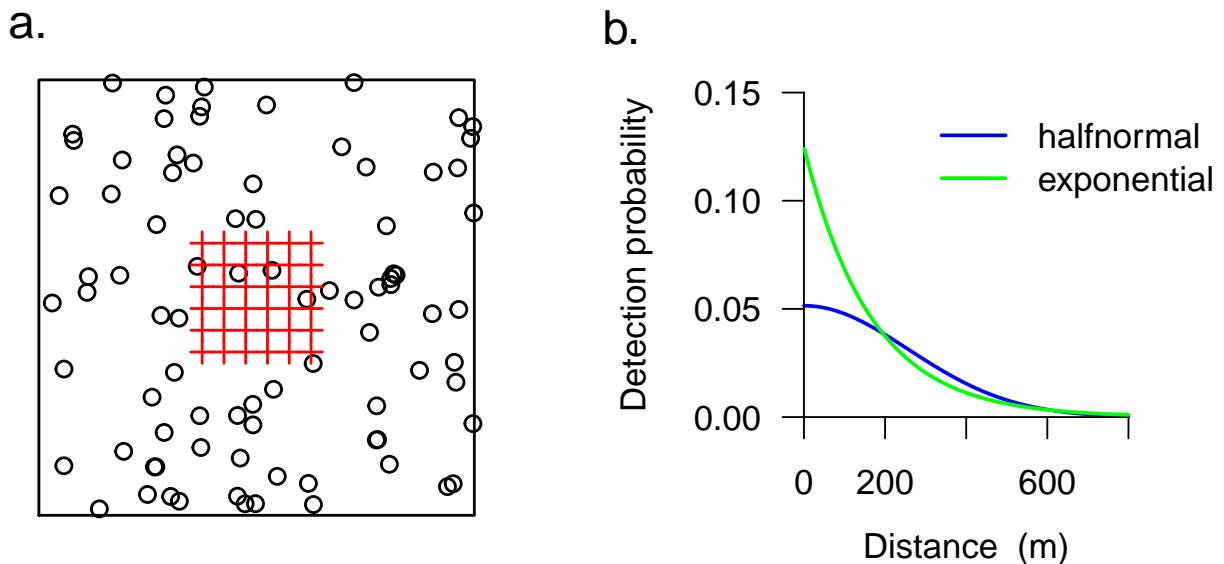 a.
b.
Detection probability
0.15
0.10
0.05
0.00
halfnormal
exponential
0
200
600
Distance (m)